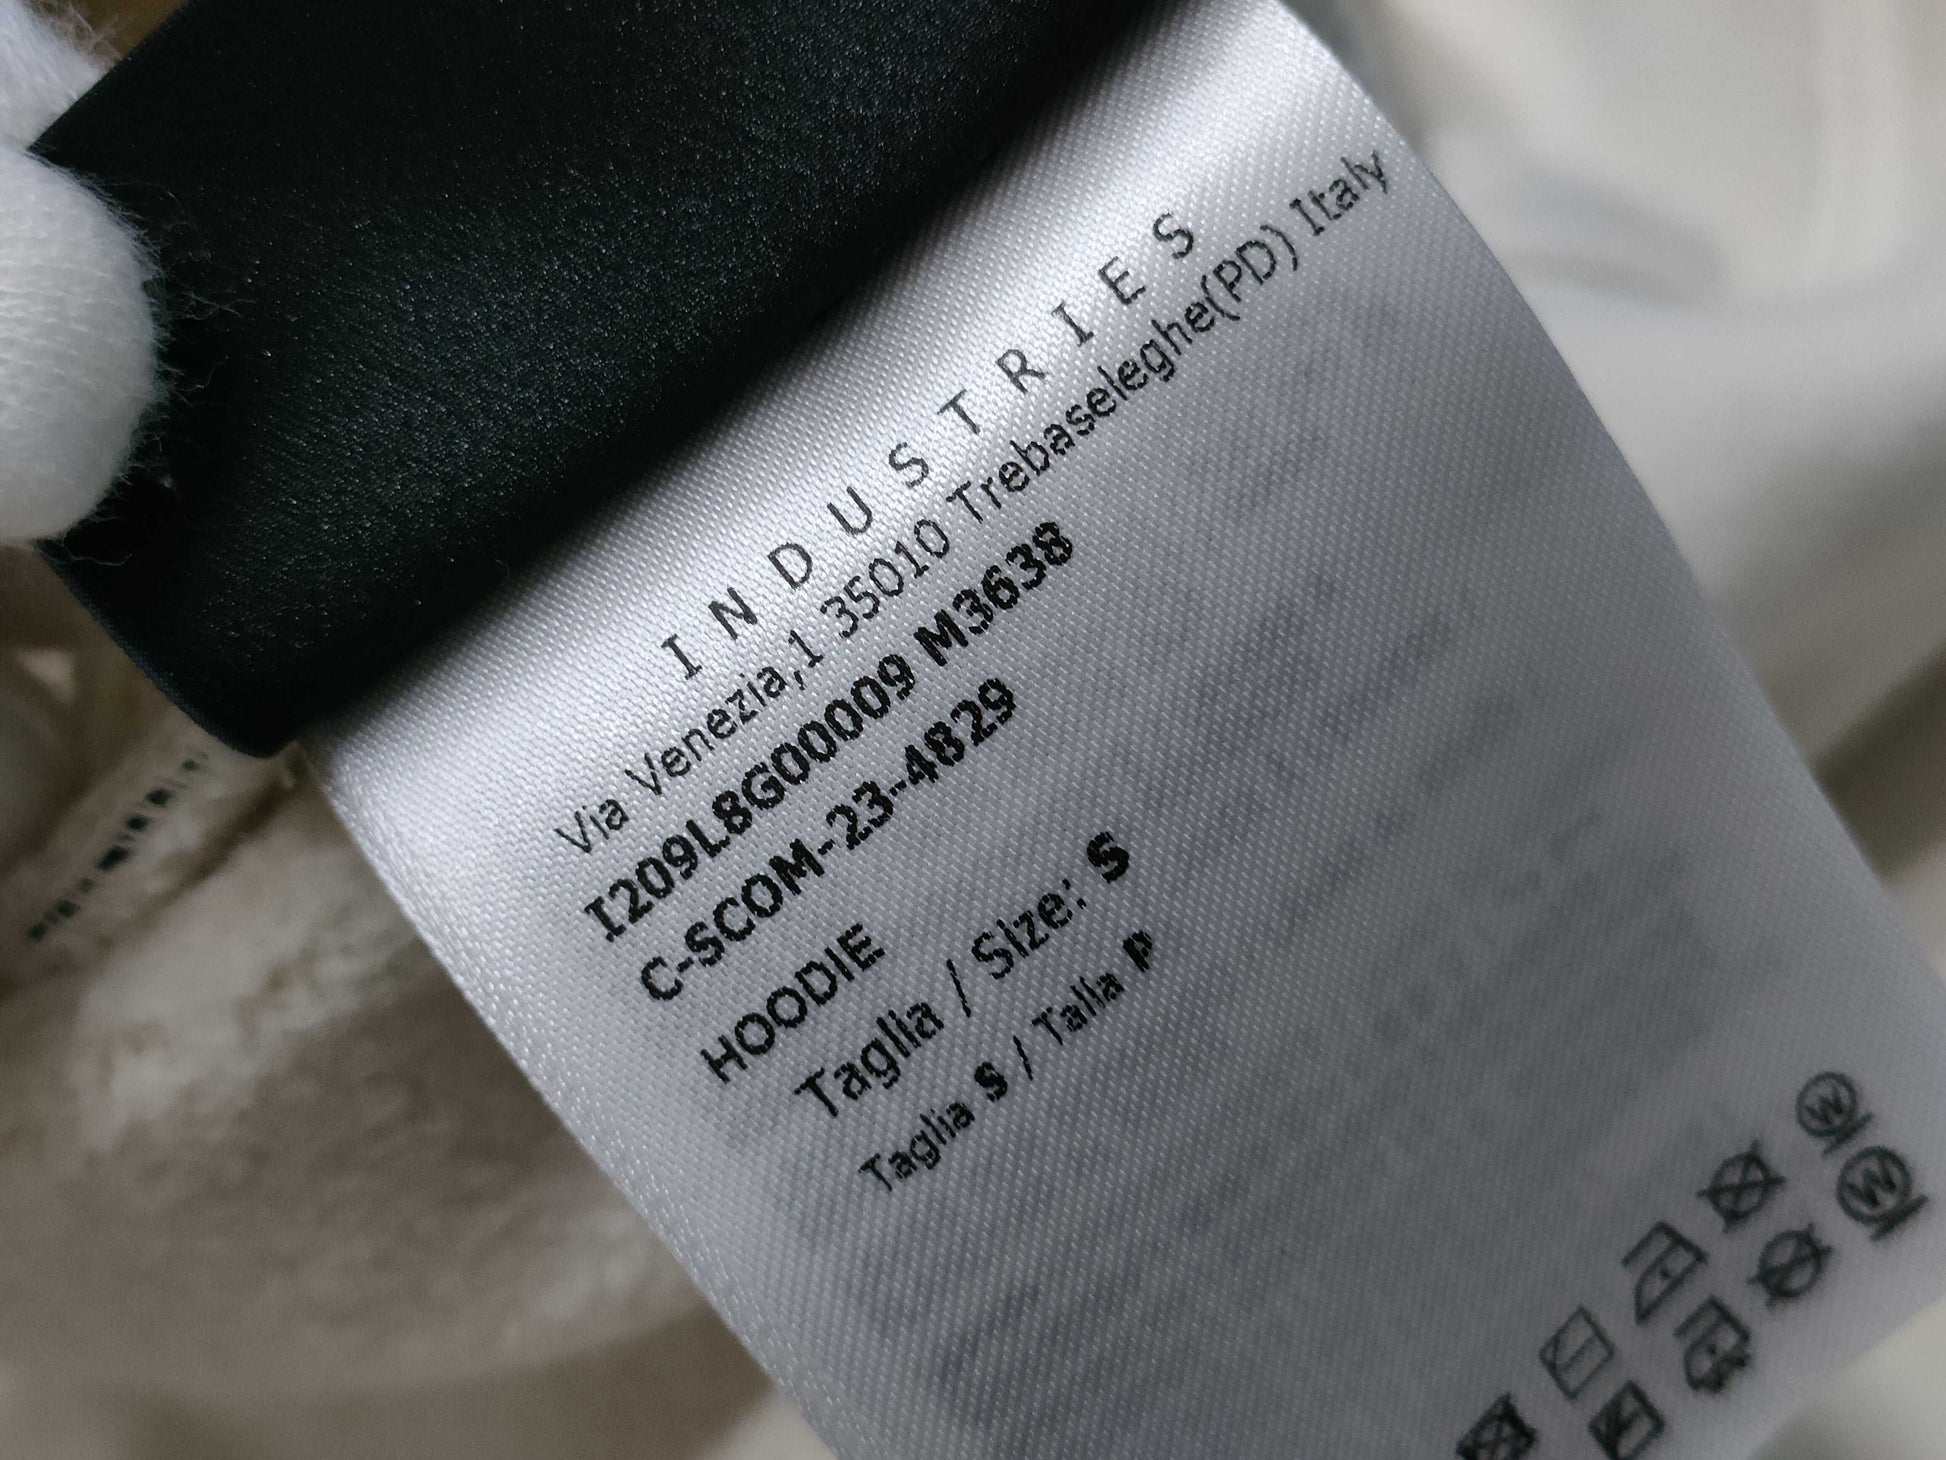 INDUSTRIES
Via Venezia,1 35010 Trebaseleghe(PD) Italy
I209L8G00009 M3638
C-SCOM-23-4829
HOODIE
Taglia / Size: S
Taglia S / Talla P